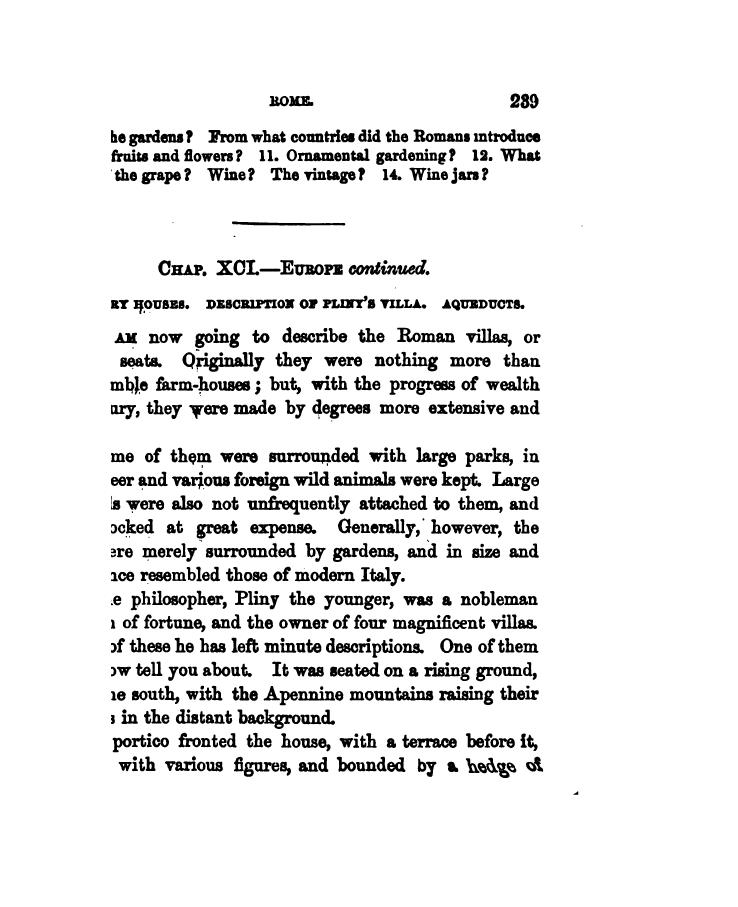 ROME. 239
he gardens? From what countries did the Romans introduce
fruits and flowers? 11. Ornamental gardening? 12. What
the grape? Wine? The vintage? 14. Wine jars?
CHAP. XCI.—EUROPE continued.
RY HOUSES. DESCRIPTION OF PLINY'S VILLA. AQUEDUCTS.
AM now going to describe the Roman villas, or
seats. Originally they were nothing more than
mble farm-houses; but, with the progress of wealth
ury, they were made by degrees more extensive and
me of them were surrounded with large parks, in
eer and various foreign wild animals were kept. Large
ls were also not unfrequently attached to them, and
ocked at great expense. Generally, however, the
ere merely surrounded by gardens, and in size and
nce resembled those of modern Italy.
e philosopher, Pliny the younger, was a nobleman
of fortune, and the owner of four magnificent villas.
of these he has left minute descriptions. One of them
ow tell you about. It was seated on a rising ground,
he south, with the Apennine mountains raising their
s in the distant background.
portico fronted the house, with a terrace before it,
with various figures, and bounded by a hedge of